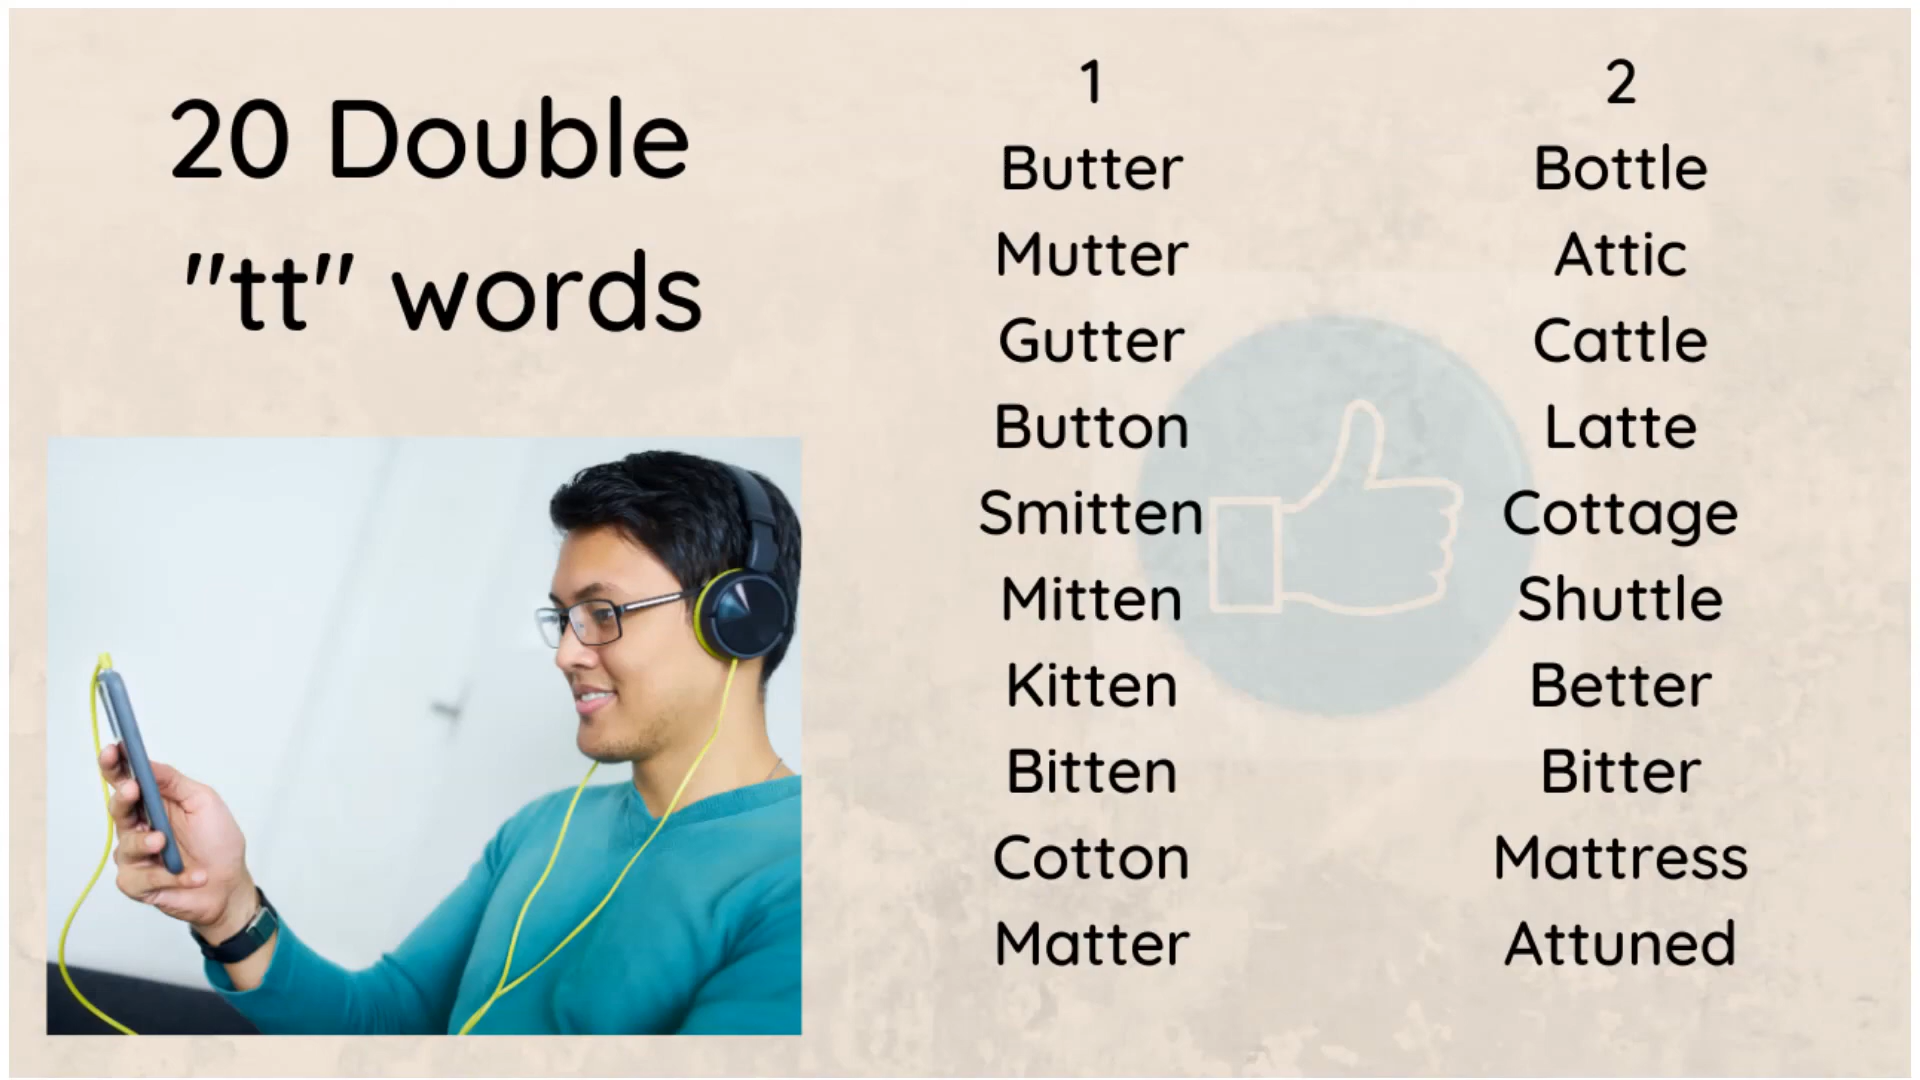 20 Double
"tt" words
1
Butter
Mutter
Gutter
Button
Smitten
Mitten
Kitten
Bitten
Cotton
Matter
2
Bottle
Attic
Cattle
Latte
Cottage
Shuttle
Better
Bitter
Mattress
Attuned